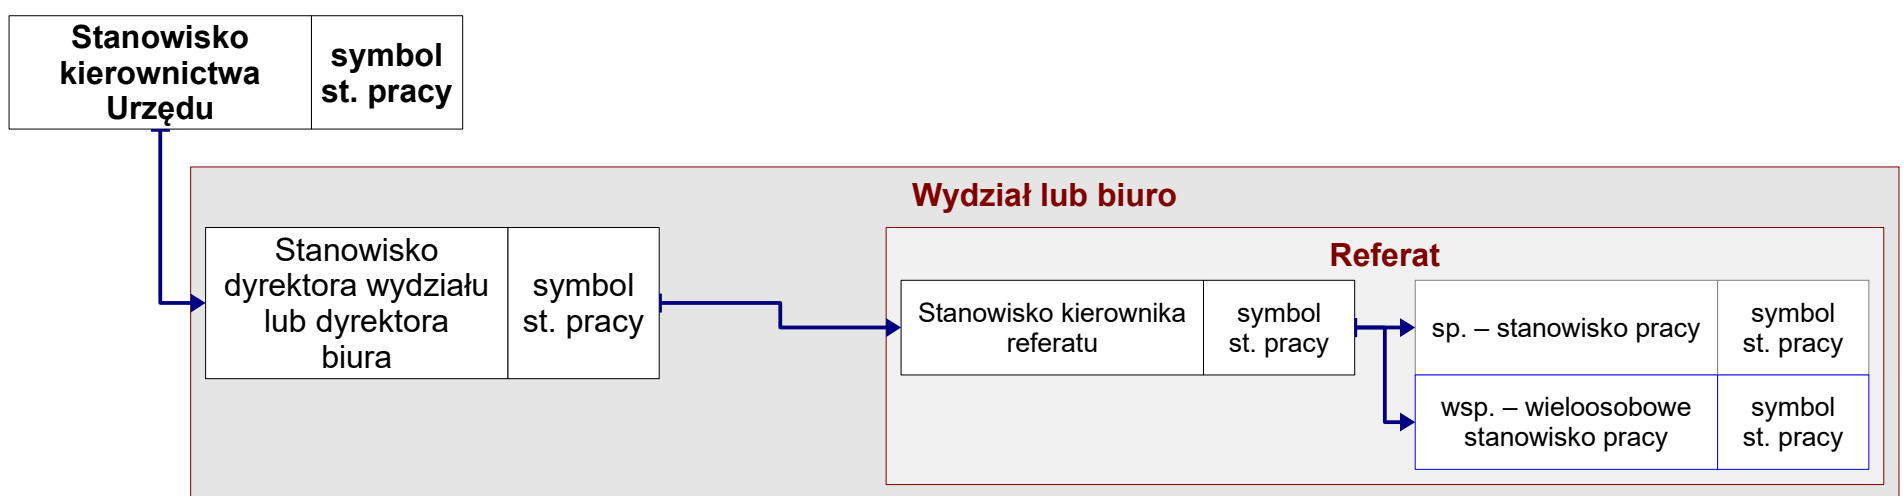 Stanowisko
kierownictwa
Urzędu
symbol
st. pracy
Wydział lub biuro
Stanowisko
dyrektora wydziału
lub dyrektora
biura
symbol
st. pracy
Referat
Stanowisko kierownika
referatu
symbol
st. pracy
sp. – stanowisko pracy
symbol
st. pracy
wsp. – wieloosobowe
stanowisko pracy
symbol
st. pracy